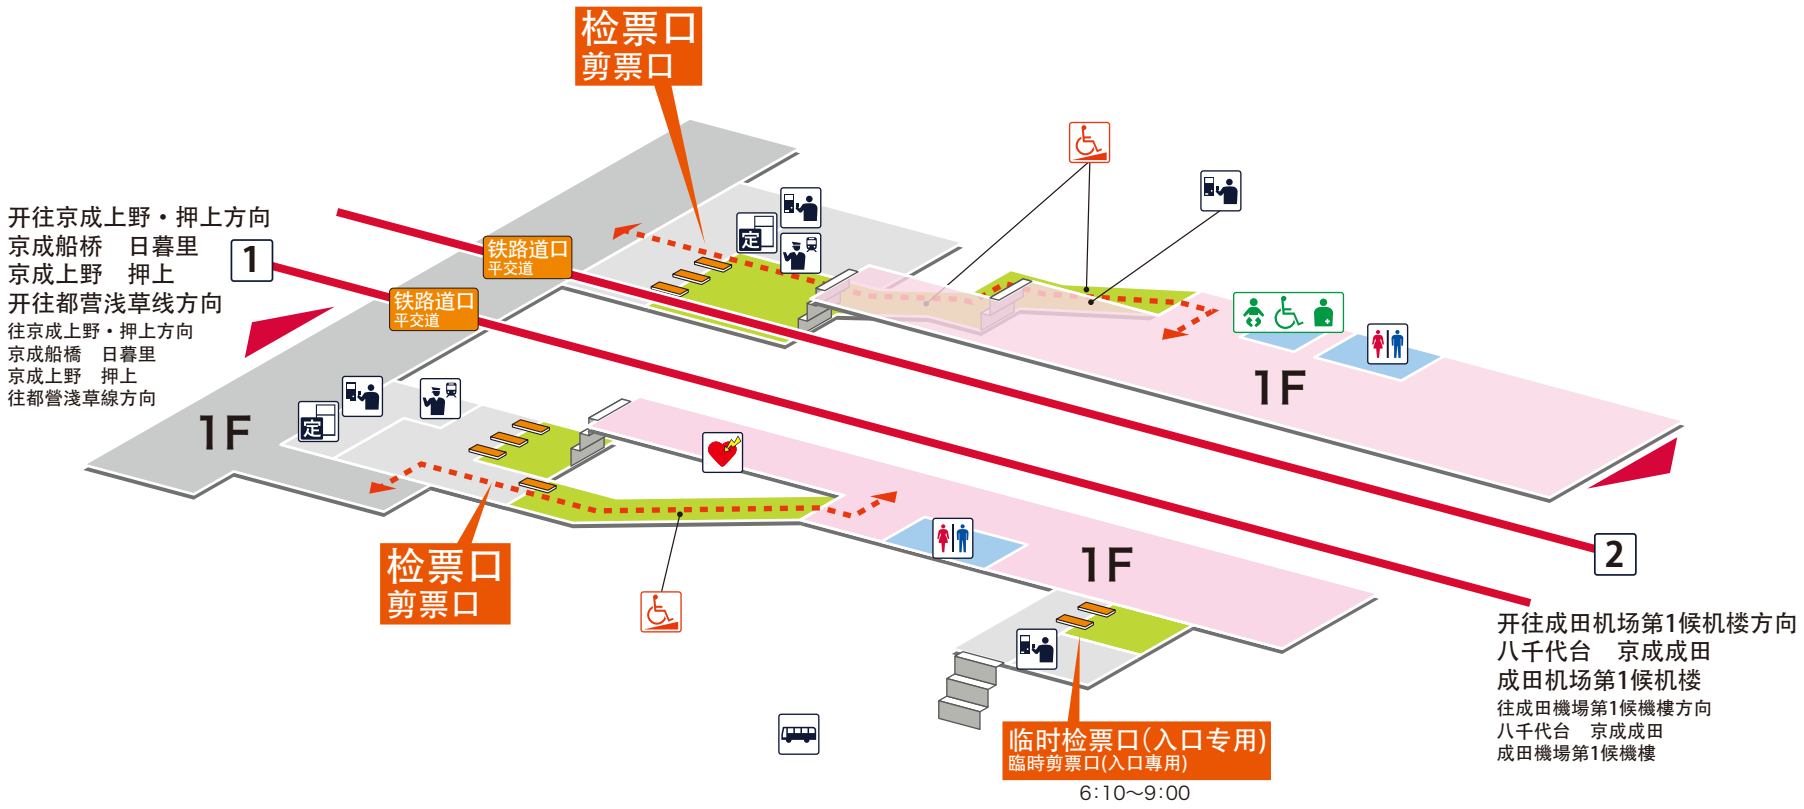 检票口
剪票口
开往京成上野・押上方向
京成船桥　日暮里
京成上野　押上
开往都营浅草线方向
往京成上野・押上方向
京成船橋　日暮里
京成上野　押上
往都營淺草線方向
1
铁路道口
平交道
铁路道口
平交道
定
定
1F
1F
1F
检票口
剪票口
2
开往成田机场第1候机楼方向
八千代台　京成成田
成田机场第1候机楼
往成田機場第1候機樓方向
八千代台　京成成田
成田機場第1候機樓
临时检票口(入口专用)
臨時剪票口(入口專用)
6:10～9:00